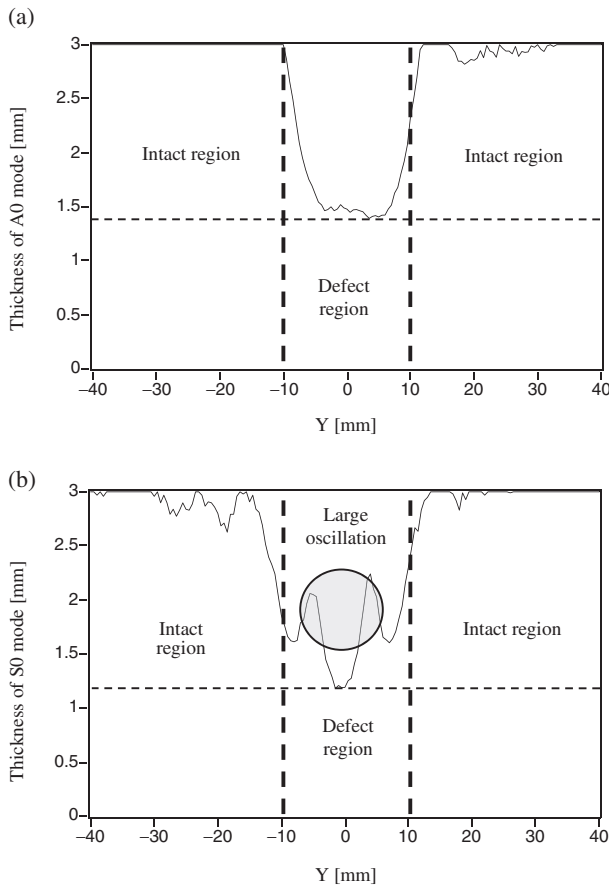 (a)
Thickness of A0 mode [mm]
3
2.5
2
1.5
1
0.5
0
Intact region
Intact region
Defect
region
−40 −30 −20 −10 0 10 20 30 40
Y [mm]
(b)
Thickness of S0 mode [mm]
3
2.5
2
1.5
1
0.5
0
Large
oscillation
Intact
region
Intact region
Defect
region
−40 −30 −20 −10 0 10 20 30 40
Y [mm]